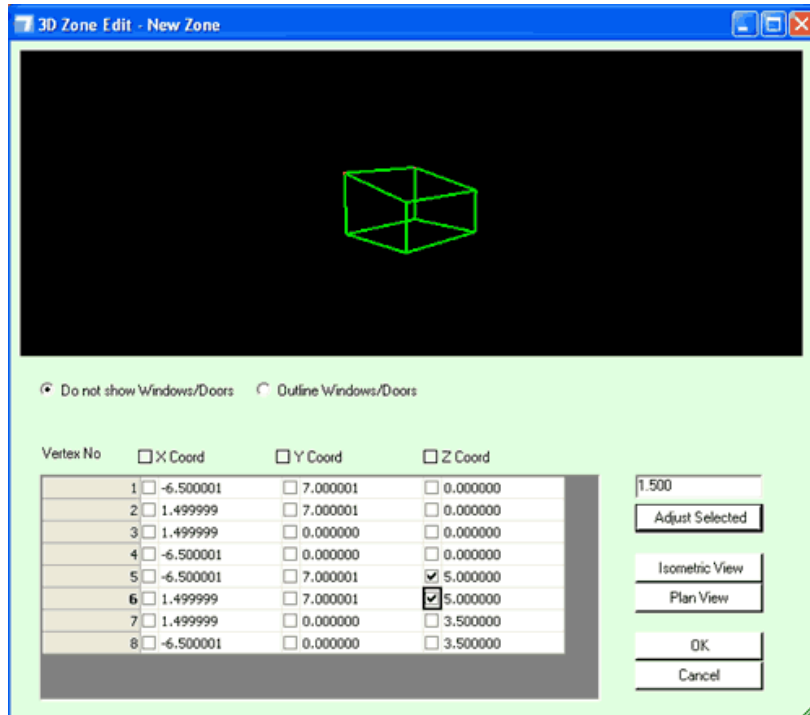 3D Zone Edit - New Zone
Do not show Windows/Doors Outline Windows/Doors
Vertex No X Coord Y Coord Z Coord
1 -6.500001 7.000001 0.000000
2 1.499999 7.000001 0.000000
3 1.499999 0.000000 0.000000
4 -6.500001 0.000000 0.000000
5 -6.500001 7.000001 5.000000
6 1.499999 7.000001 5.000000
7 1.499999 0.000000 3.500000
8 -6.500001 0.000000 3.500000
1.500
Adjust Selected
Isometric View
Plan View
OK
Cancel